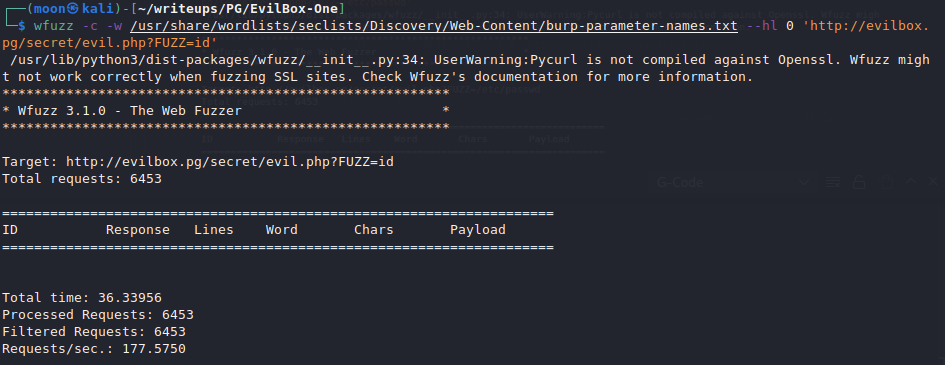 ┌──(moon㉿kali)-[~/writeups/PG/EvilBox-One]
└─$ wfuzz -c -w /usr/share/wordlists/seclists/Discovery/Web-Content/burp-parameter-names.txt --hl 0 'http://evilbox.
pg/secret/evil.php?FUZZ=id'
/usr/lib/python3/dist-packages/wfuzz/__init__.py:34: UserWarning:Pycurl is not compiled against Openssl. Wfuzz migh
t not work correctly when fuzzing SSL sites. Check Wfuzz's documentation for more information.
********************************************************
* Wfuzz 3.1.0 - The Web Fuzzer                         *
********************************************************
Target: http://evilbox.pg/secret/evil.php?FUZZ=id
Total requests: 6453
=====================================================================
ID           Response   Lines    Word       Chars       Payload
=====================================================================
Total time: 36.33956
Processed Requests: 6453
Filtered Requests: 6453
Requests/sec.: 177.5750
G-Code